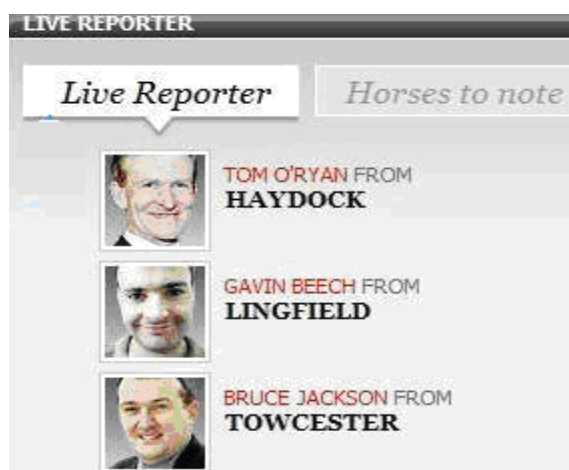 LIVE REPORTER
Live Reporter
Horses to note
TOM O'RYAN FROM
HAYDOCK
GAVIN BEECH FROM
LINGFIELD
BRUCE JACKSON FROM
TOWCESTER